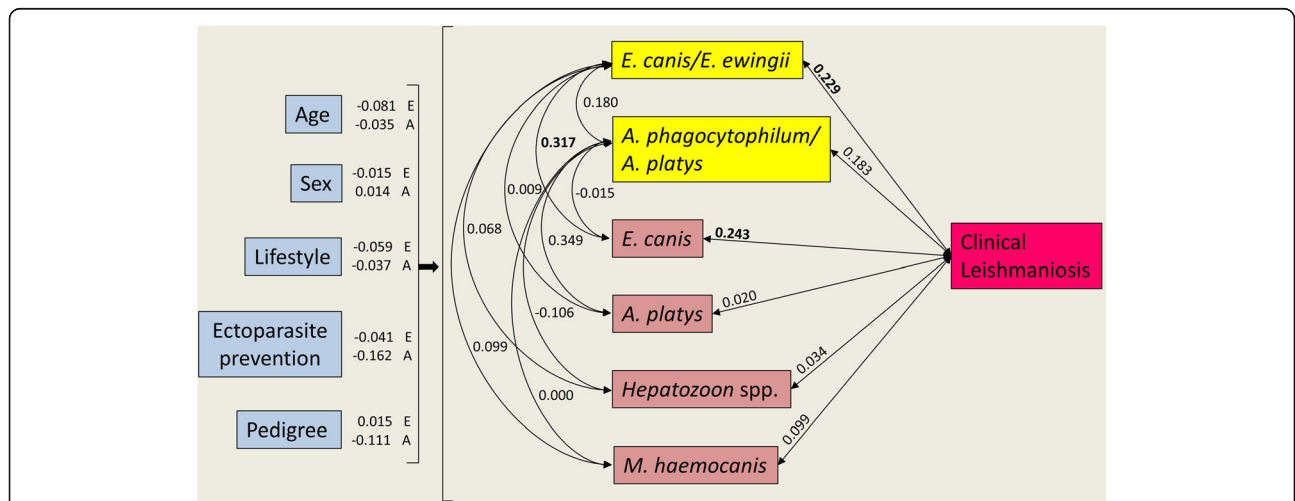 Age
-0.081 E
-0.035 A
Sex
-0.015 E
0.014 A
Lifestyle
-0.059 E
-0.037 A
Ectoparasite
prevention
-0.041 E
-0.162 A
Pedigree
0.015 E
-0.111 A
E. canis/E. ewingii
A. phagocytophilum/
A. platys
E. canis
A. platys
Hepatozoon spp.
M. haemocanis
0.180
0.317
0.009
-0.015
0.068
0.349
-0.106
0.099
0.000
0.229
0.183
0.243
0.020
0.034
0.099
Clinical
Leishmaniosis